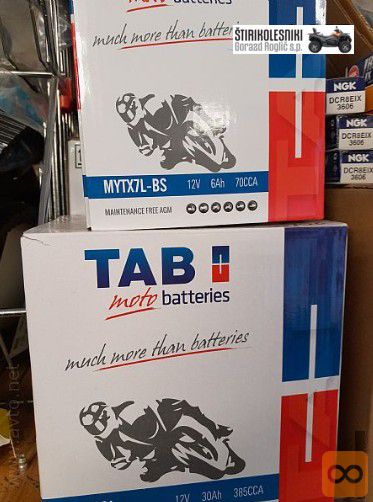 moto batteries
much more than batteries
ŠTIRIKOLESNIKI
Gorazd Roglič s.p.
NGK
DCR8EIX
3606
NGK
DCR8EIX
3606
NGK
DCR8EIX
3606
MYTX7L-BS 12V 6Ah 70CCA
MAINTENANCE FREE AGM
TAB
moto batteries
much more than batteries
12V 30Ah 385CCA